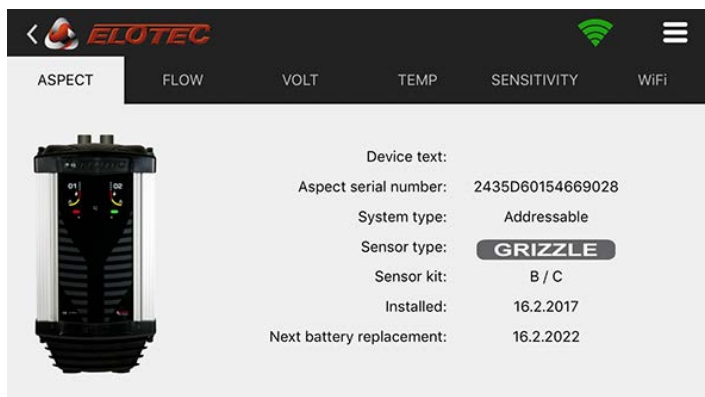 ELOTEC
ASPECT FLOW VOLT TEMP SENSITIVITY WiFi
Device text:
Aspect serial number: 2435D60154669028
System type: Addressable
Sensor type: GRIZZLE
Sensor kit: B / C
Installed: 16.2.2017
Next battery replacement: 16.2.2022
01 02